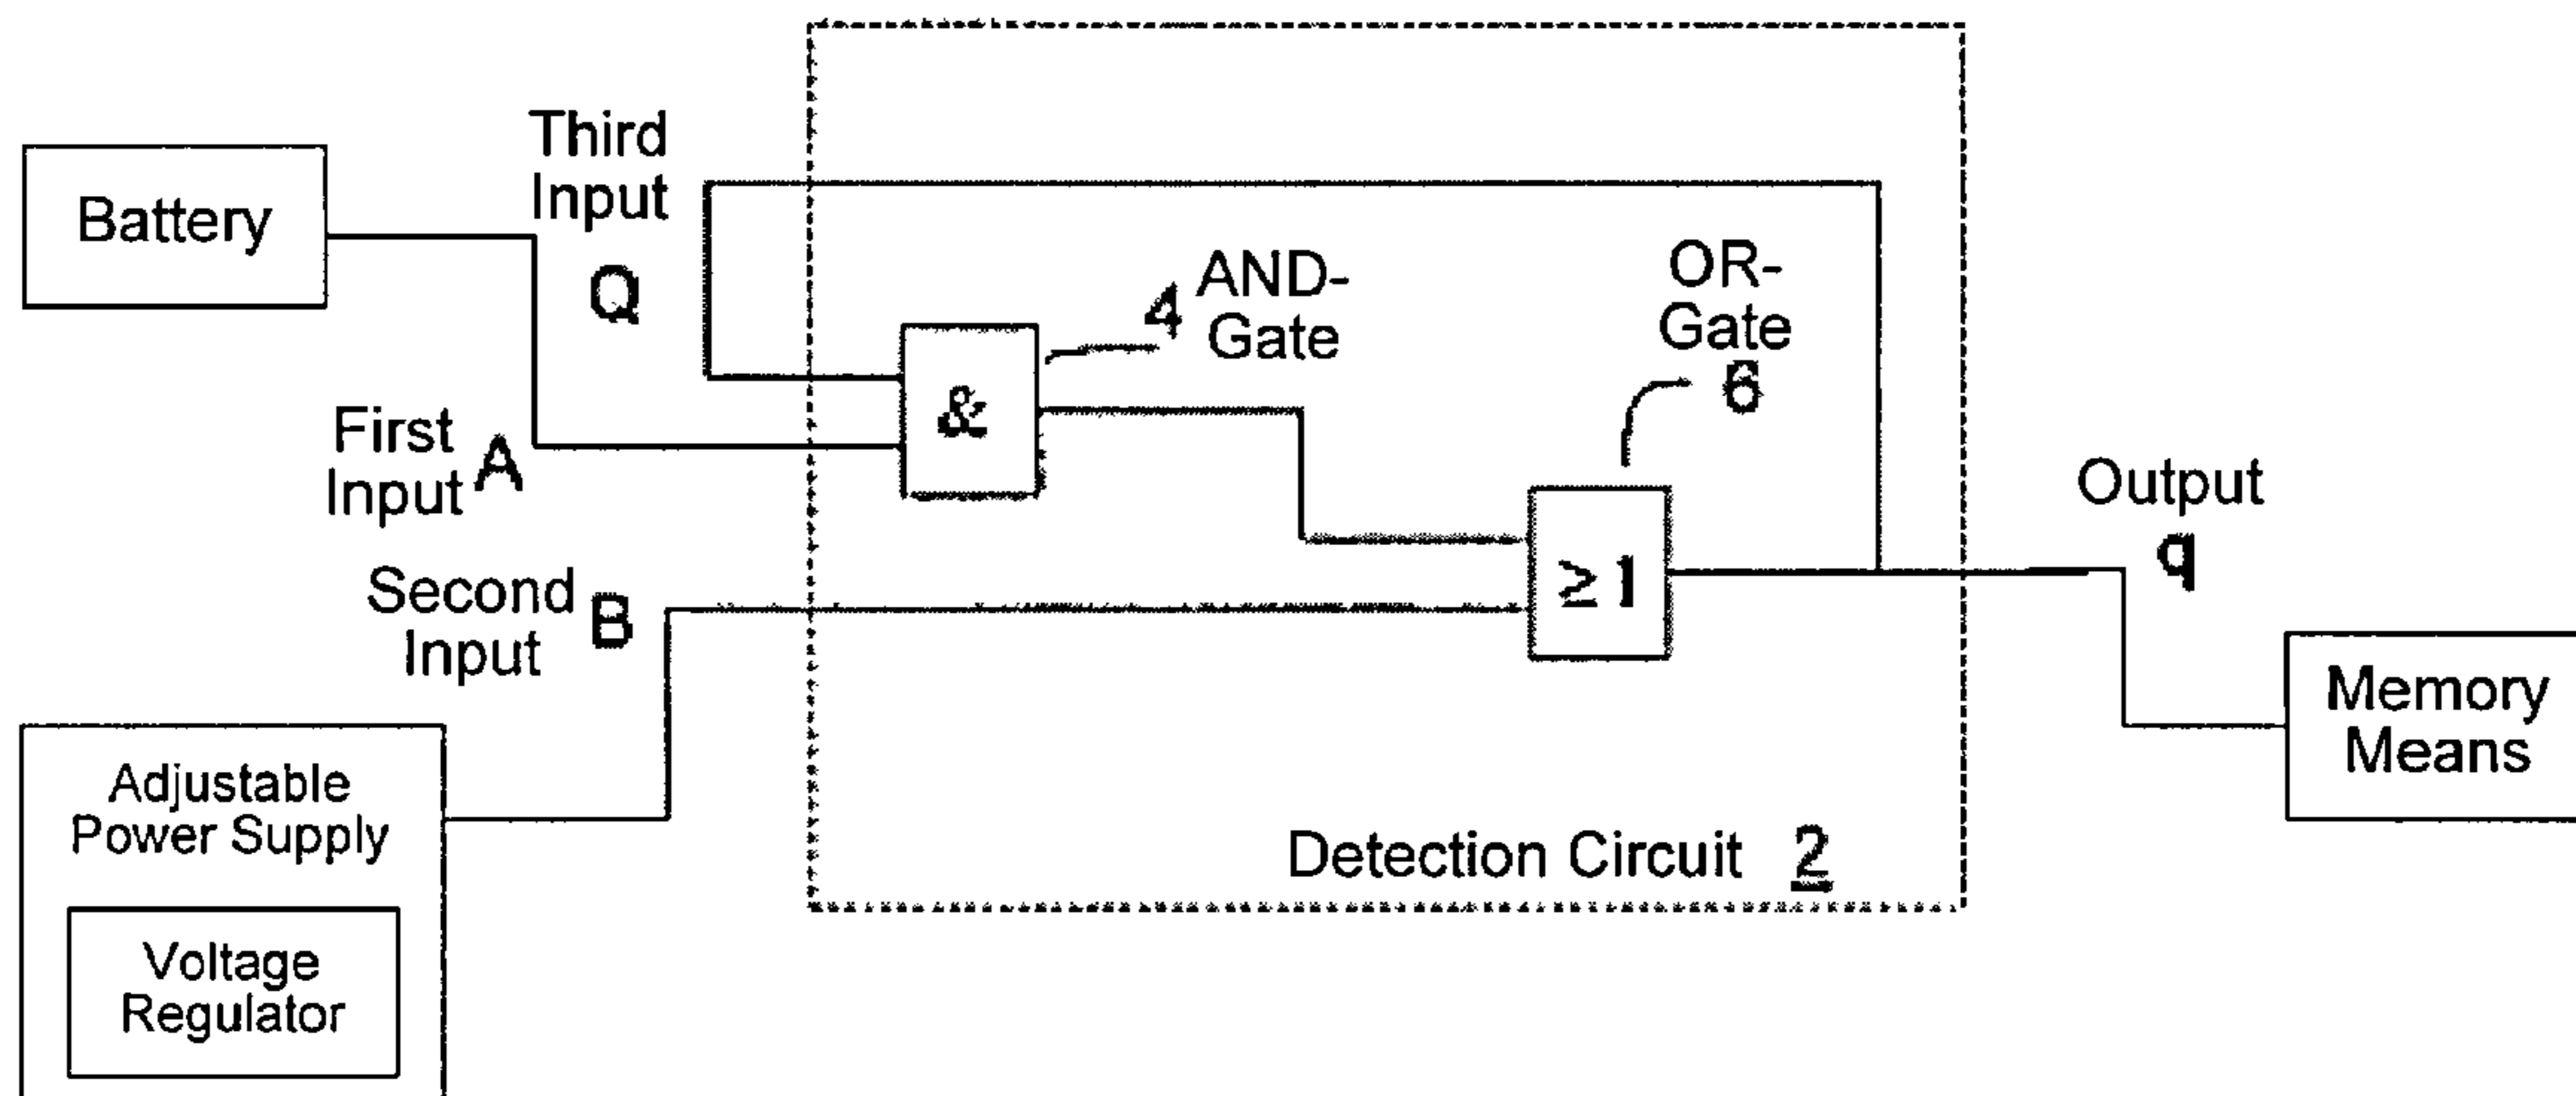 Battery
Third
Input
Q
First
Input A
Second
Input B
Adjustable
Power Supply
Voltage
Regulator
&
4 AND-
Gate
OR-
Gate
6
≥1
Detection Circuit 2
Output
q
Memory
Means